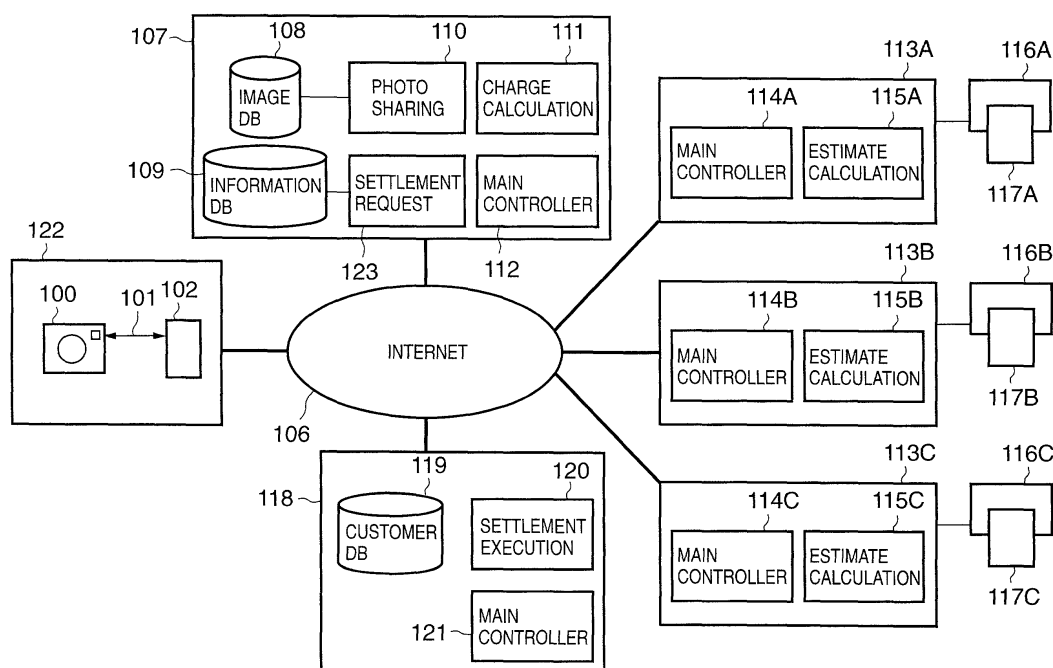 107
108
110
111
IMAGE
DB
PHOTO
SHARING
CHARGE
CALCULATION
109
INFORMATION
DB
SETTLEMENT
REQUEST
MAIN
CONTROLLER
123
112
122
100
101
102
INTERNET
106
118
119
120
CUSTOMER
DB
SETTLEMENT
EXECUTION
121
MAIN
CONTROLLER
113A
116A
114A
115A
MAIN
CONTROLLER
ESTIMATE
CALCULATION
117A
113B
116B
114B
115B
MAIN
CONTROLLER
ESTIMATE
CALCULATION
117B
113C
116C
114C
115C
MAIN
CONTROLLER
ESTIMATE
CALCULATION
117C